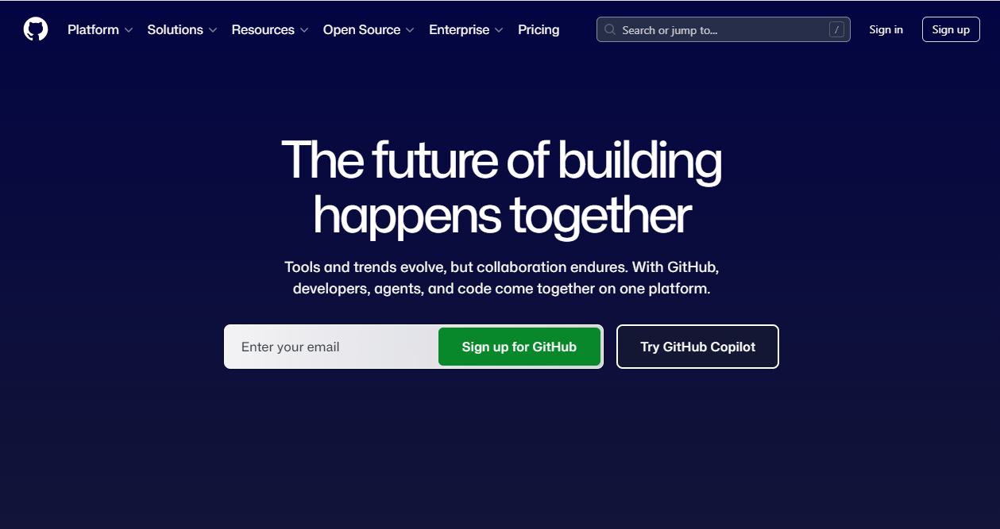 Platform Solutions Resources Open Source Enterprise Pricing Search or jump to... / Sign in Sign up
The future of building
happens together
Tools and trends evolve, but collaboration endures. With GitHub,
developers, agents, and code come together on one platform.
Enter your email Sign up for GitHub Try GitHub Copilot